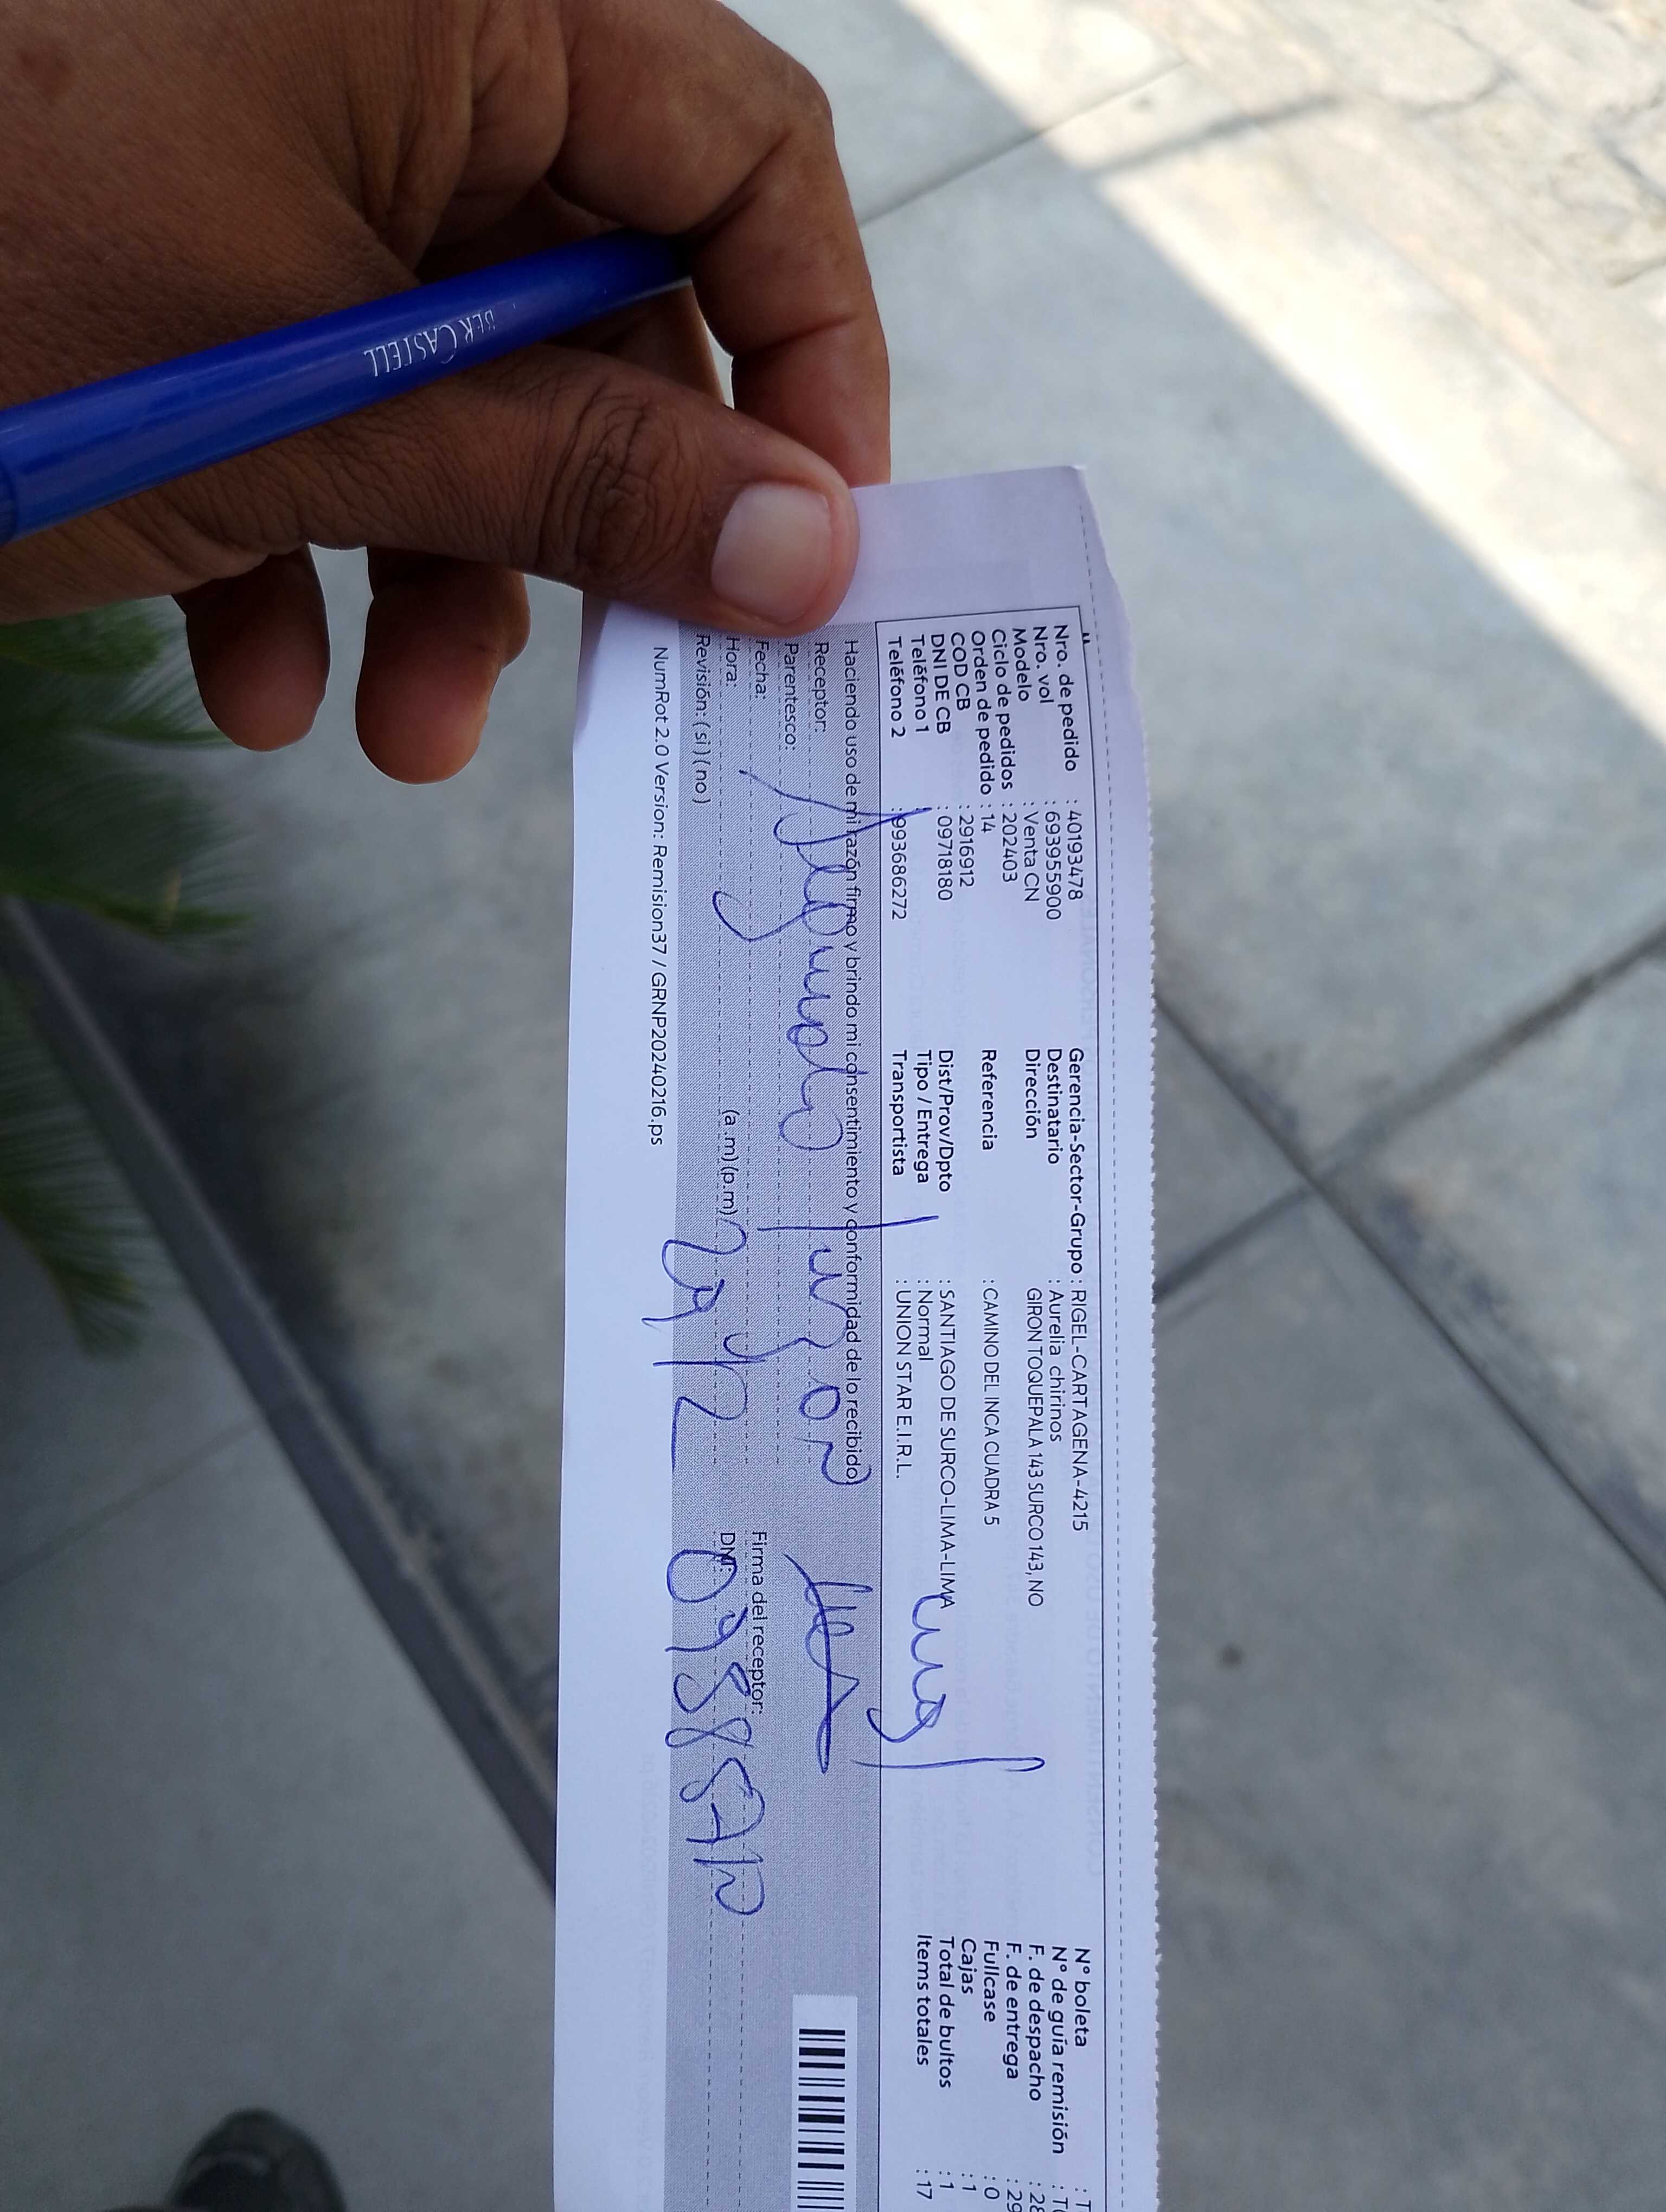 BER CASTELL
Nro. de pedido : 40193478
Nro. vol : 693955900
Modelo : Venta CN
Ciclo de pedidos : 202403
Orden de pedido : 14
COD CB : 2916912
DNI DE CB : 09718180
Teléfono 1 :
Teléfono 2 : 993686272
Gerencia-Sector-Grupo : RIGEL-CARTAGENA-4215
Destinatario : Aurelia chirinos
Dirección GIRON TOQUEPALA 143 SURCO 143, NO
Referencia : CAMINO DEL INCA CUADRA 5
Dist/Prov/Dpto : SANTIAGO DE SURCO-LIMA-LIMA
Tipo / Entrega : Normal
Transportista : UNION STAR E.I.R.L.
N° boleta : T
N° de guía remisión
F. de despacho : 28
F. de entrega : 29
Fullcase : 0
Cajas : 1
Total de bultos : 1
Items totales : 17
Haciendo uso de mi razón firmo y brindo mi consentimiento y conformidad de lo recibido
Receptor:
Parentesco:
Fecha:
Hora: (a.m) (p.m)
Revisión: ( si ) ( no )
Firma del receptor:
DNI:
NumRot 2.0 Version: Remision37 / GRNP20240216.ps